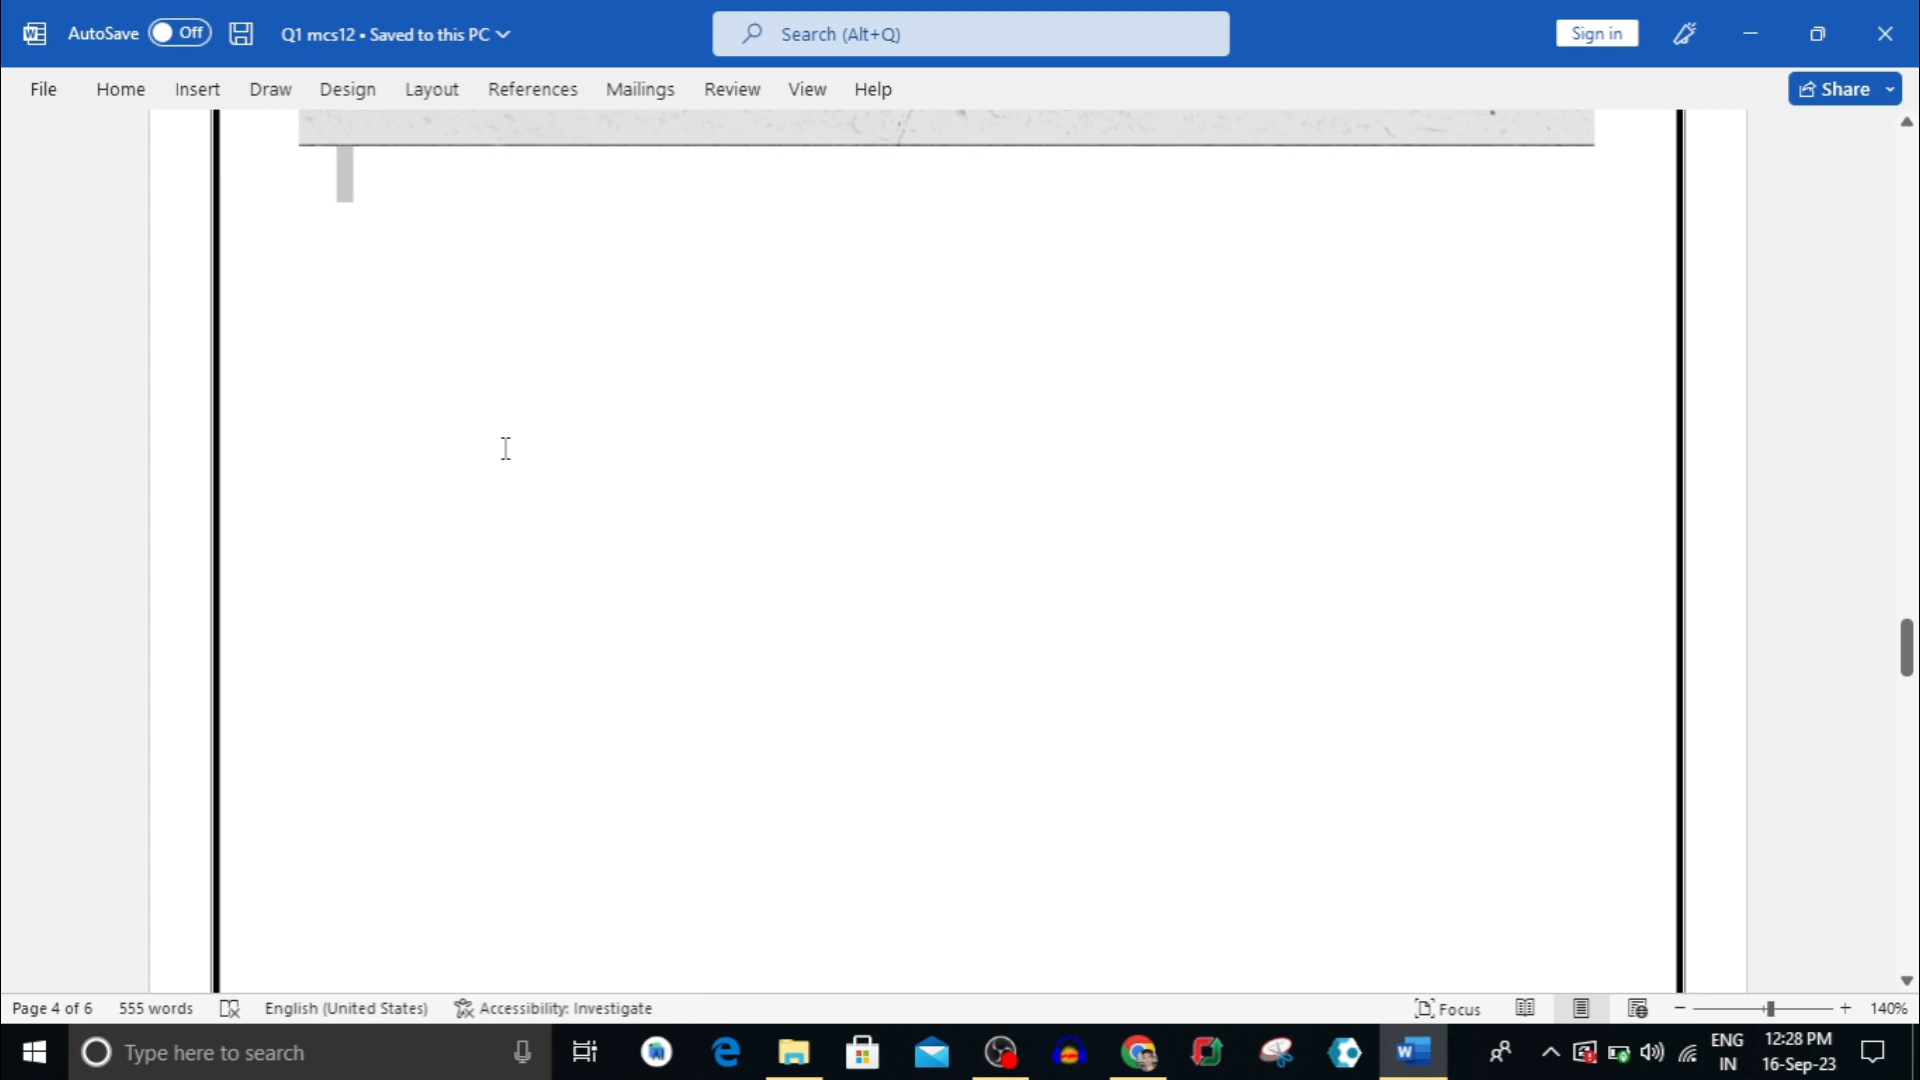 AutoSave Off Q1 mcs12 • Saved to this PC Search (Alt+Q) Sign in
File Home Insert Draw Design Layout References Mailings Review View Help Share
Page 4 of 6 555 words English (United States) Accessibility: Investigate Focus 140%
Type here to search ENG 12:28 PM
IN 16-Sep-23